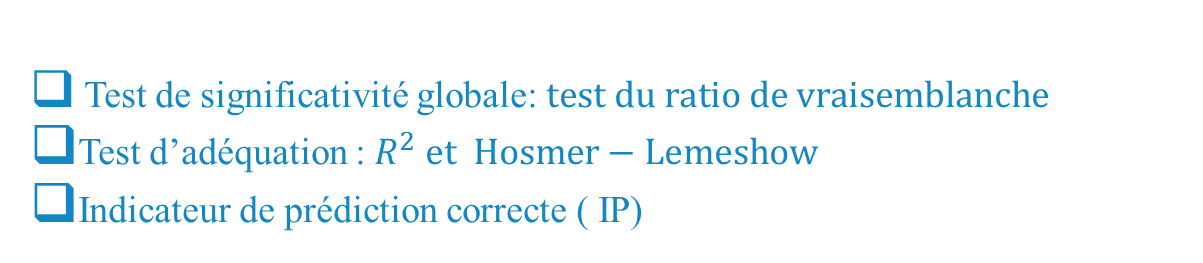 ❑ Test de significativité globale: test du ratio de vraisemblanche
❑Test d’adéquation : R² et Hosmer − Lemeshow
❑Indicateur de prédiction correcte ( IP)